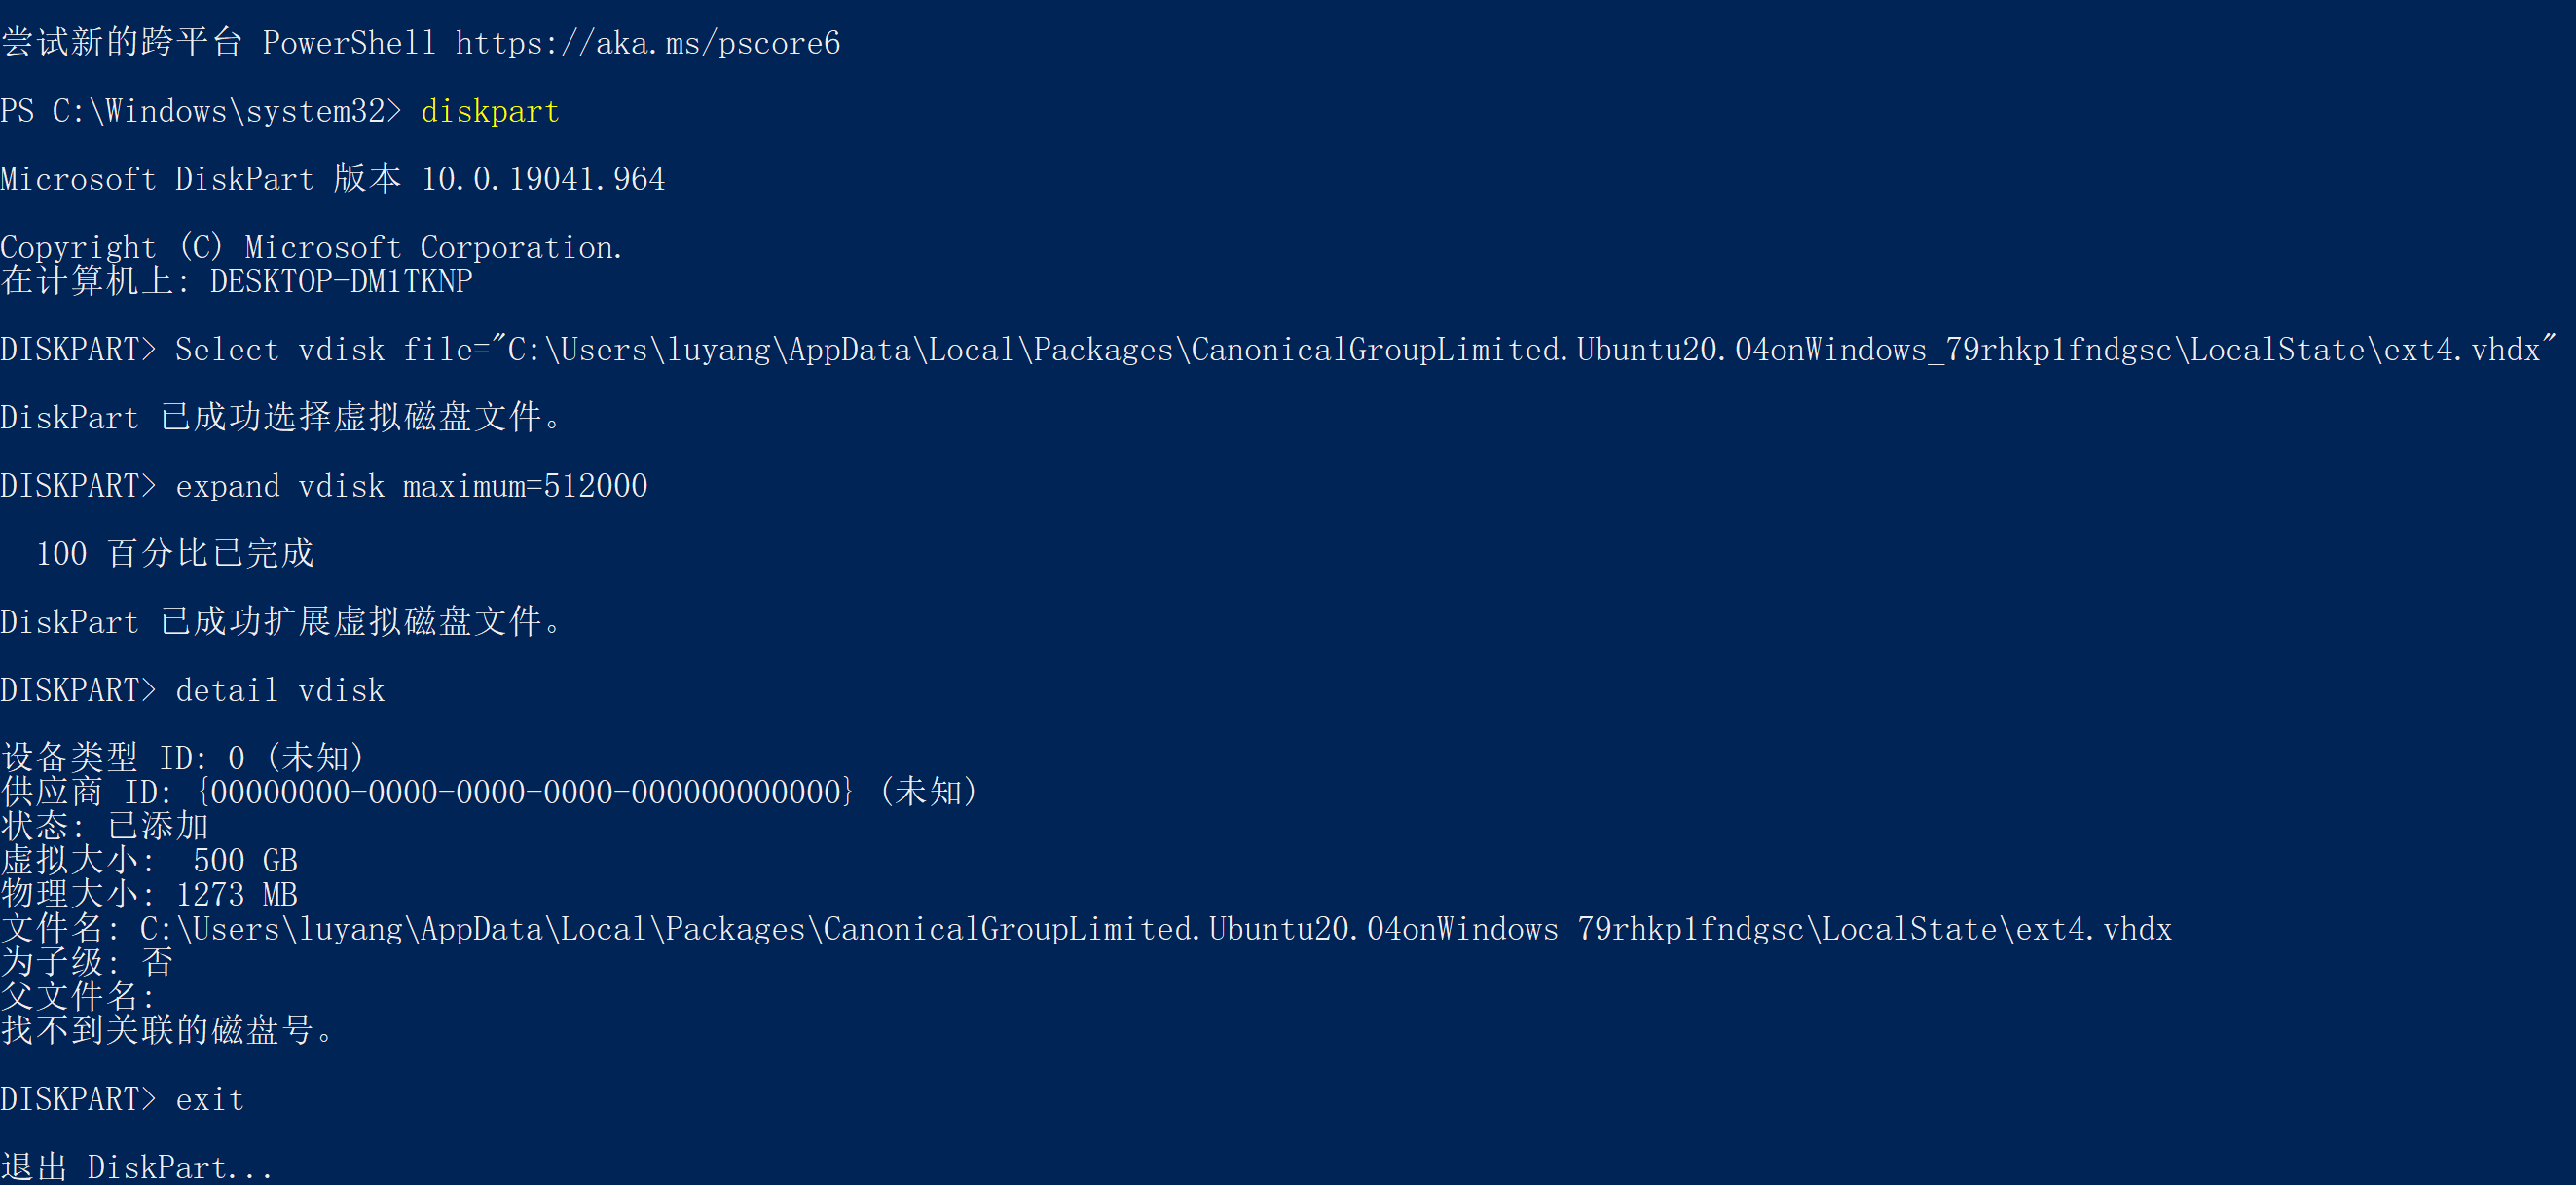 尝试新的跨平台 PowerShell https://aka.ms/pscore6
PS C:\Windows\system32> diskpart
Microsoft DiskPart 版本 10.0.19041.964
Copyright (C) Microsoft Corporation.
在计算机上: DESKTOP-DM1TKNP
DISKPART> Select vdisk file="C:\Users\luyang\AppData\Local\Packages\CanonicalGroupLimited.Ubuntu20.04onWindows_79rhkp1fndgsc\LocalState\ext4.vhdx"
DiskPart 已成功选择虚拟磁盘文件。
DISKPART> expand vdisk maximum=512000
100 百分比已完成
DiskPart 已成功扩展虚拟磁盘文件。
DISKPART> detail vdisk
设备类型 ID: 0 (未知)
供应商 ID: {00000000-0000-0000-0000-000000000000} (未知)
状态: 已添加
虚拟大小:  500 GB
物理大小: 1273 MB
文件名: C:\Users\luyang\AppData\Local\Packages\CanonicalGroupLimited.Ubuntu20.04onWindows_79rhkp1fndgsc\LocalState\ext4.vhdx
为子级: 否
父文件名:
找不到关联的磁盘号。
DISKPART> exit
退出 DiskPart...